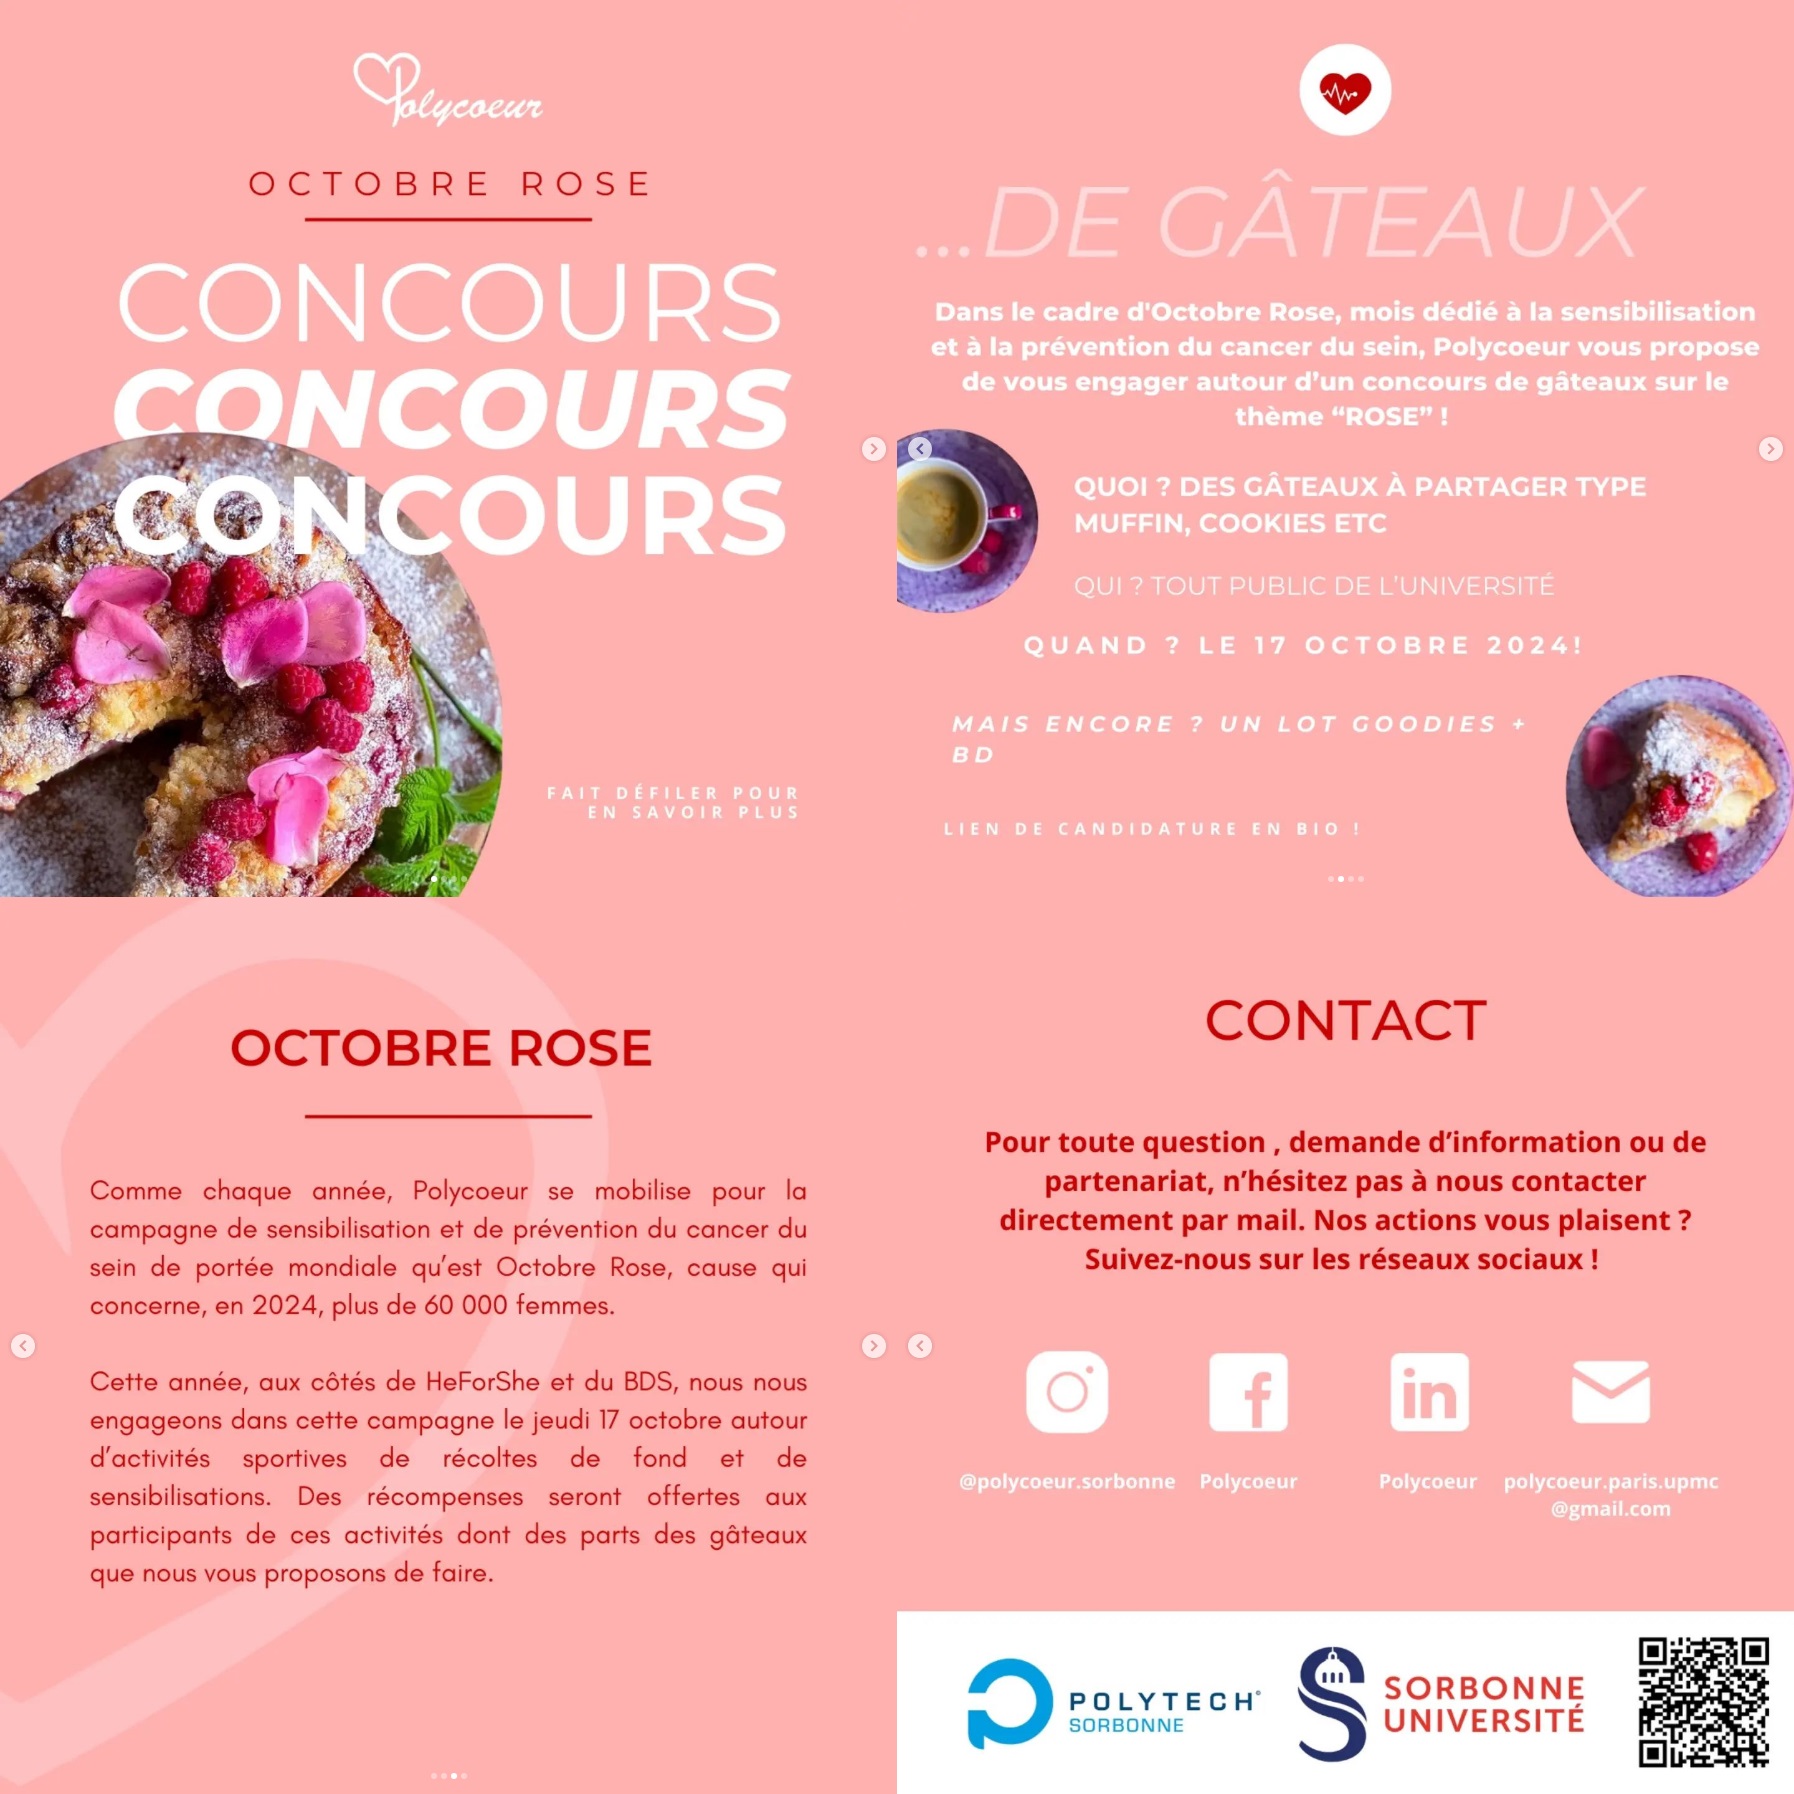 Polycoeur
OCTOBRE ROSE
CONCOURS
CONCOURS
CONCOURS
FAIT DÉFILER POUR
EN SAVOIR PLUS
...DE GÂTEAUX
Dans le cadre d'Octobre Rose, mois dédié à la sensibilisation
et à la prévention du cancer du sein, Polycoeur vous propose
de vous engager autour d’un concours de gâteaux sur le
thème “ROSE” !
QUOI ? DES GÂTEAUX À PARTAGER TYPE
MUFFIN, COOKIES ETC
QUI ? TOUT PUBLIC DE L’UNIVERSITÉ
QUAND ? LE 17 OCTOBRE 2024!
MAIS ENCORE ? UN LOT GOODIES +
BD
LIEN DE CANDIDATURE EN BIO !
OCTOBRE ROSE
Comme chaque année, Polycoeur se mobilise pour la
campagne de sensibilisation et de prévention du cancer du
sein de portée mondiale qu’est Octobre Rose, cause qui
concerne, en 2024, plus de 60 000 femmes.
Cette année, aux côtés de HeForShe et du BDS, nous nous
engageons dans cette campagne le jeudi 17 octobre autour
d’activités sportives de récoltes de fond et de
sensibilisations. Des récompenses seront offertes aux
participants de ces activités dont des parts des gâteaux
que nous vous proposons de faire.
CONTACT
Pour toute question , demande d’information ou de
partenariat, n’hésitez pas à nous contacter
directement par mail. Nos actions vous plaisent ?
Suivez-nous sur les réseaux sociaux !
@polycoeur.sorbonne
Polycoeur
Polycoeur
polycoeur.paris.upmc
@gmail.com
POLYTECH
SORBONNE
SORBONNE
UNIVERSITÉ